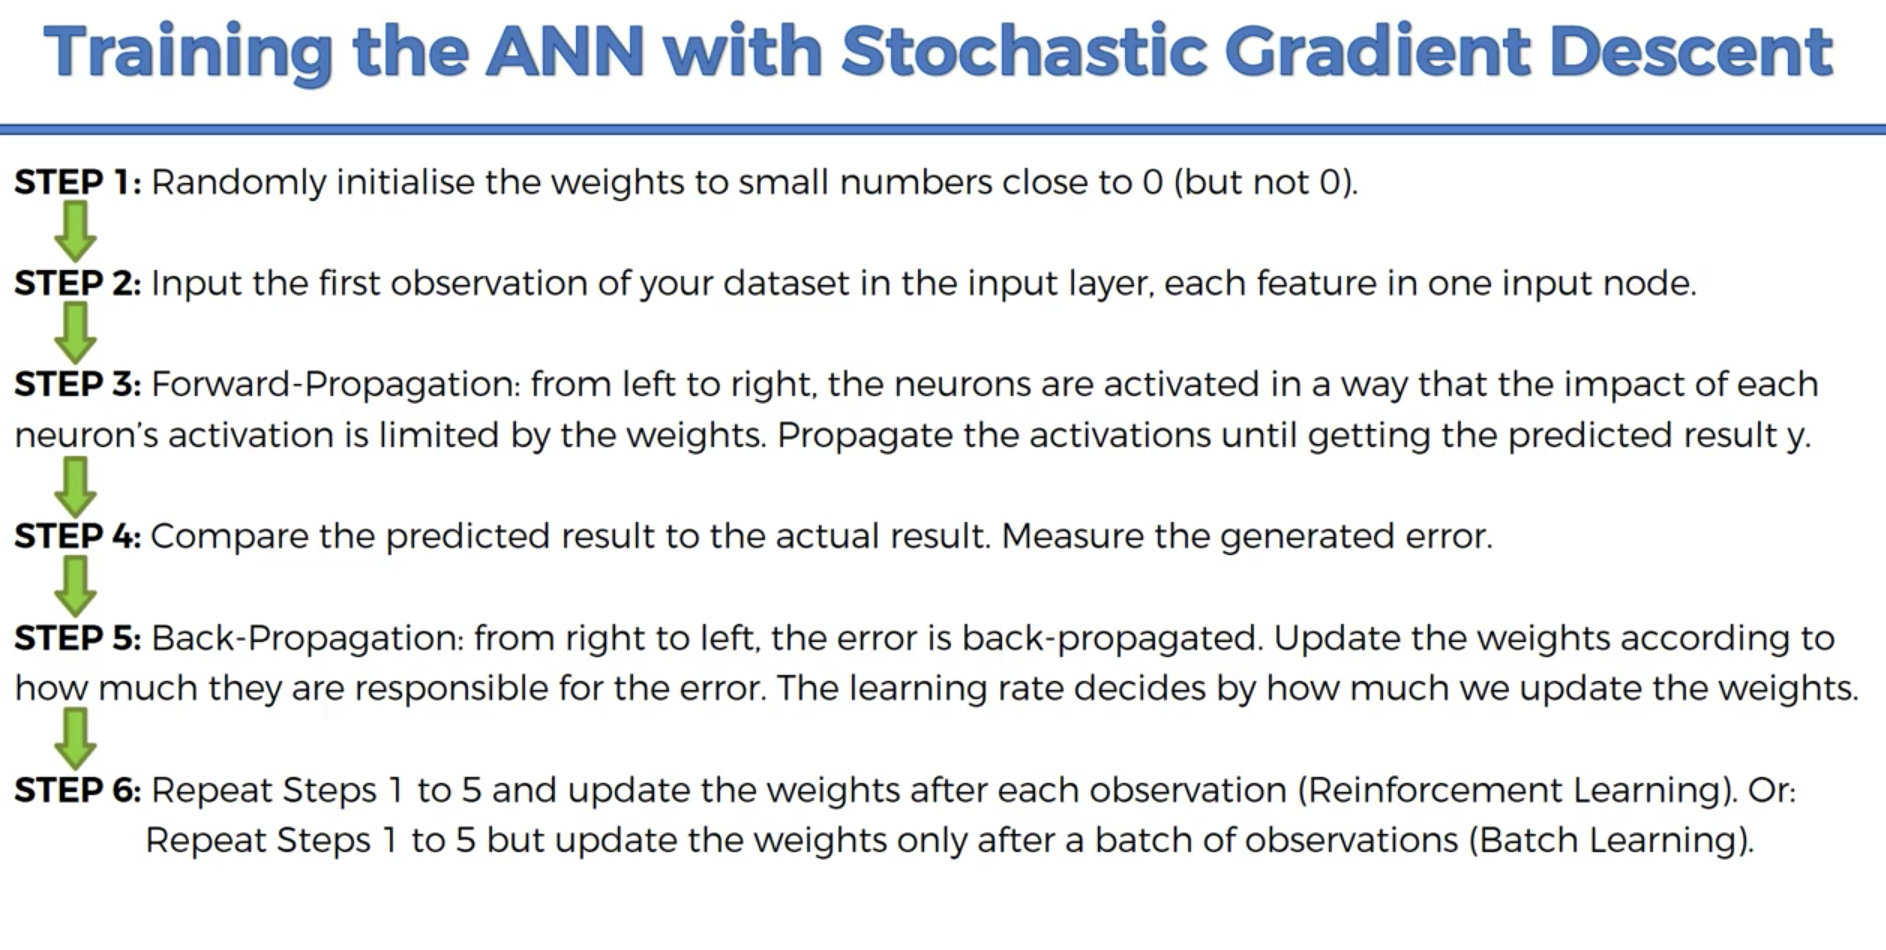 Training the ANN with Stochastic Gradient Descent
STEP 1: Randomly initialise the weights to small numbers close to 0 (but not 0).
STEP 2: Input the first observation of your dataset in the input layer, each feature in one input node.
STEP 3: Forward-Propagation: from left to right, the neurons are activated in a way that the impact of each
neuron's activation is limited by the weights. Propagate the activations until getting the predicted result y.
STEP 4: Compare the predicted result to the actual result. Measure the generated error.
STEP 5: Back-Propagation: from right to left, the error is back-propagated. Update the weights according to
how much they are responsible for the error. The learning rate decides by how much we update the weights.
STEP 6: Repeat Steps 1 to 5 and update the weights after each observation (Reinforcement Learning). Or:
Repeat Steps 1 to 5 but update the weights only after a batch of observations (Batch Learning).